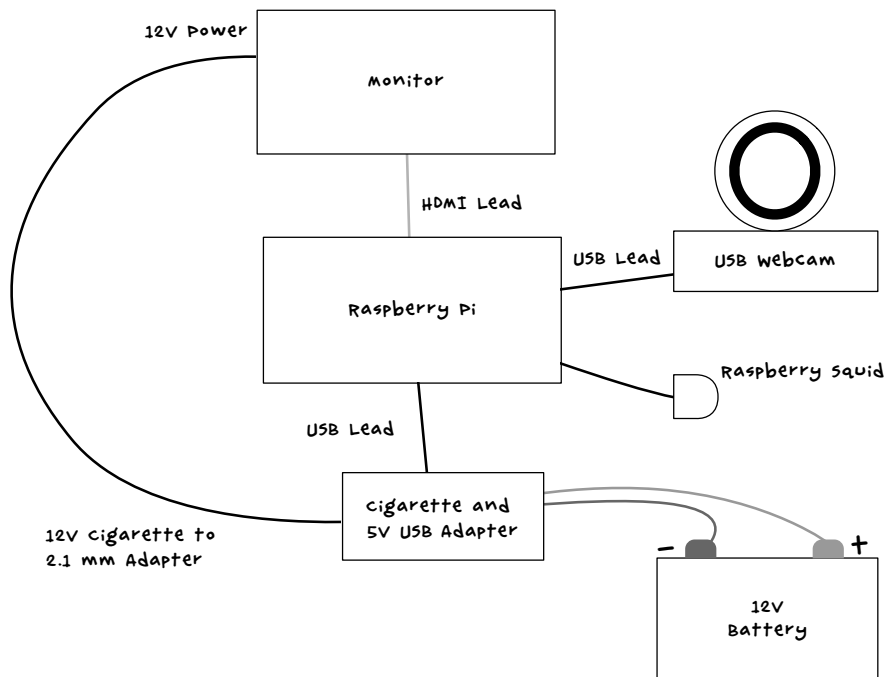 12V Power
Monitor
HDMI Lead
USB Lead
USB Webcam
Raspberry Pi
Raspberry Squid
USB Lead
Cigarette and
5V USB Adapter
12V Cigarette to
2.1 mm Adapter
- +
12V
Battery